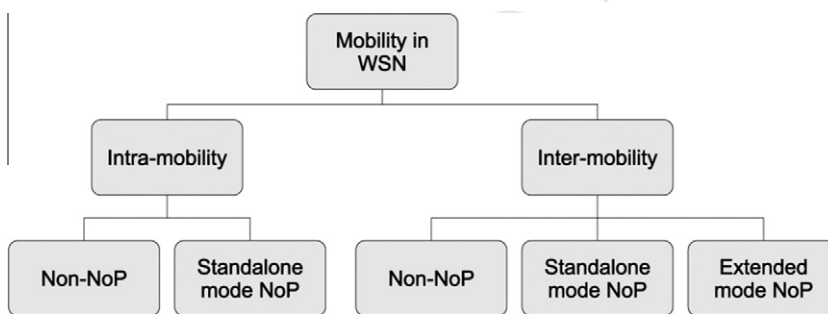 Mobility in
WSN
Intra-mobility
Inter-mobility
Non-NoP
Standalone
mode NoP
Non-NoP
Standalone
mode NoP
Extended
mode NoP